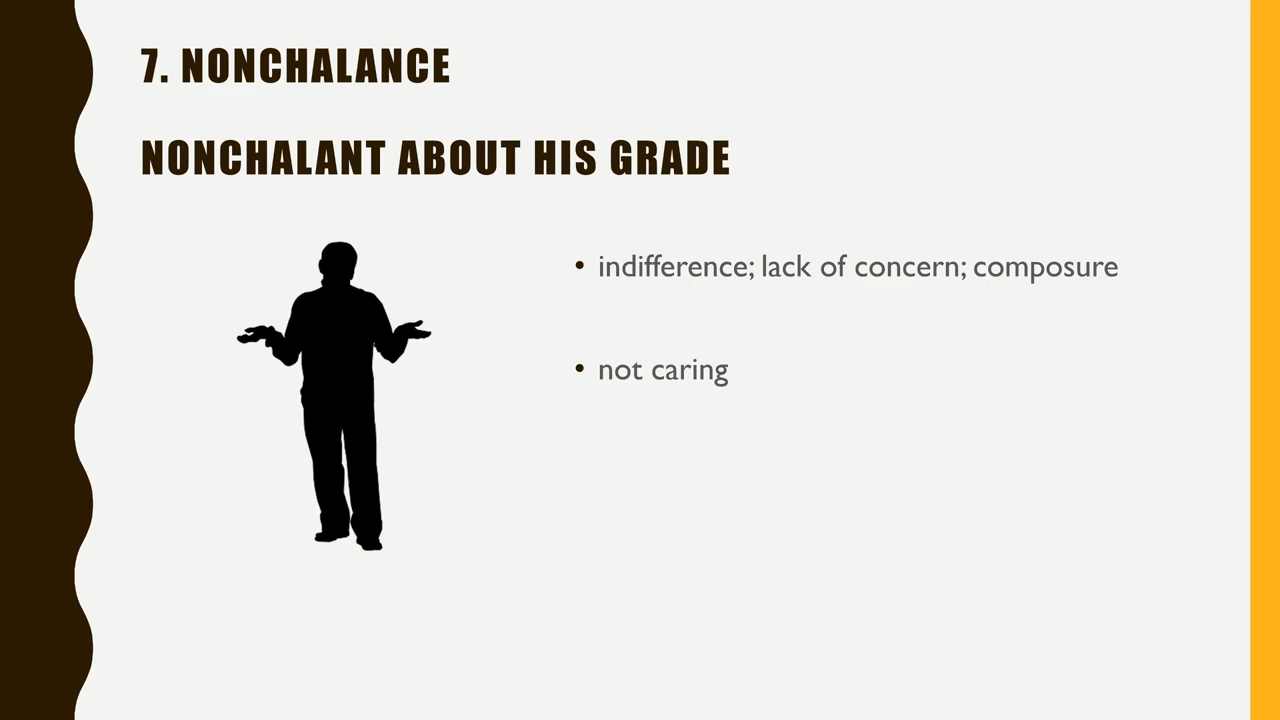 7. NONCHALANCE
NONCHALANT ABOUT HIS GRADE
• indifference; lack of concern; composure
• not caring